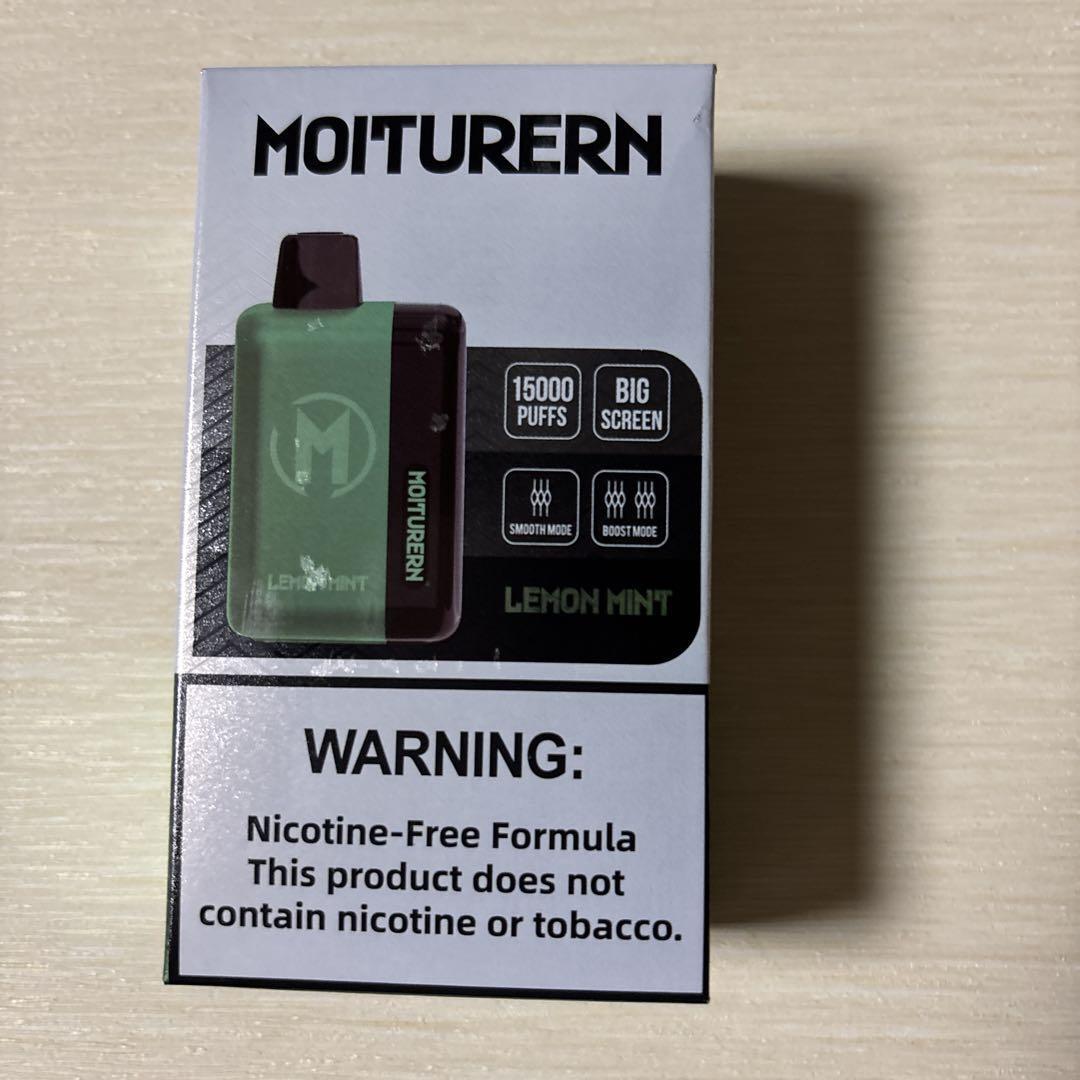 MOITURERN
15000
PUFFS
BIG
SCREEN
M
MOITURERN
SMOOTH MODE
BOOST MODE
LEMON MINT
LEMON MINT
WARNING:
Nicotine-Free Formula
This product does not
contain nicotine or tobacco.